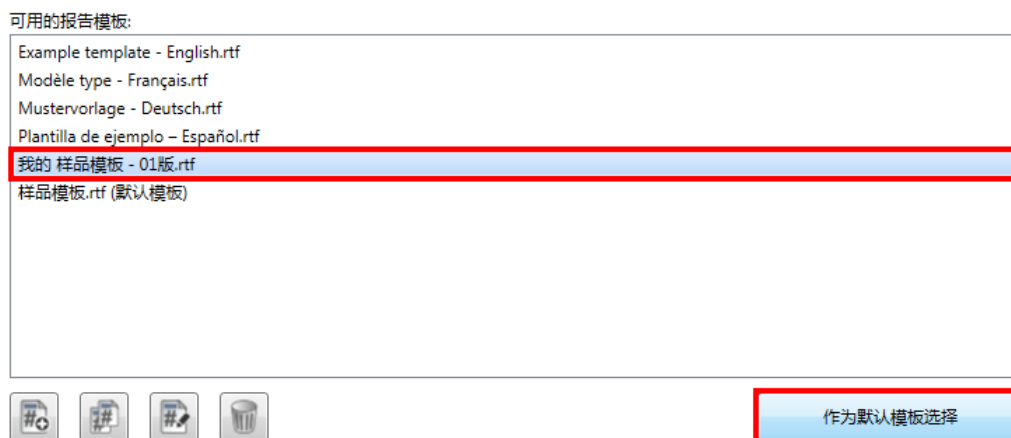 可用的报告模板:
Example template - English.rtf
Modèle type - Français.rtf
Mustervorlage - Deutsch.rtf
Plantilla de ejemplo – Español.rtf
我的 样品模板 - 01版.rtf
样品模板.rtf (默认模板)
作为默认模板选择